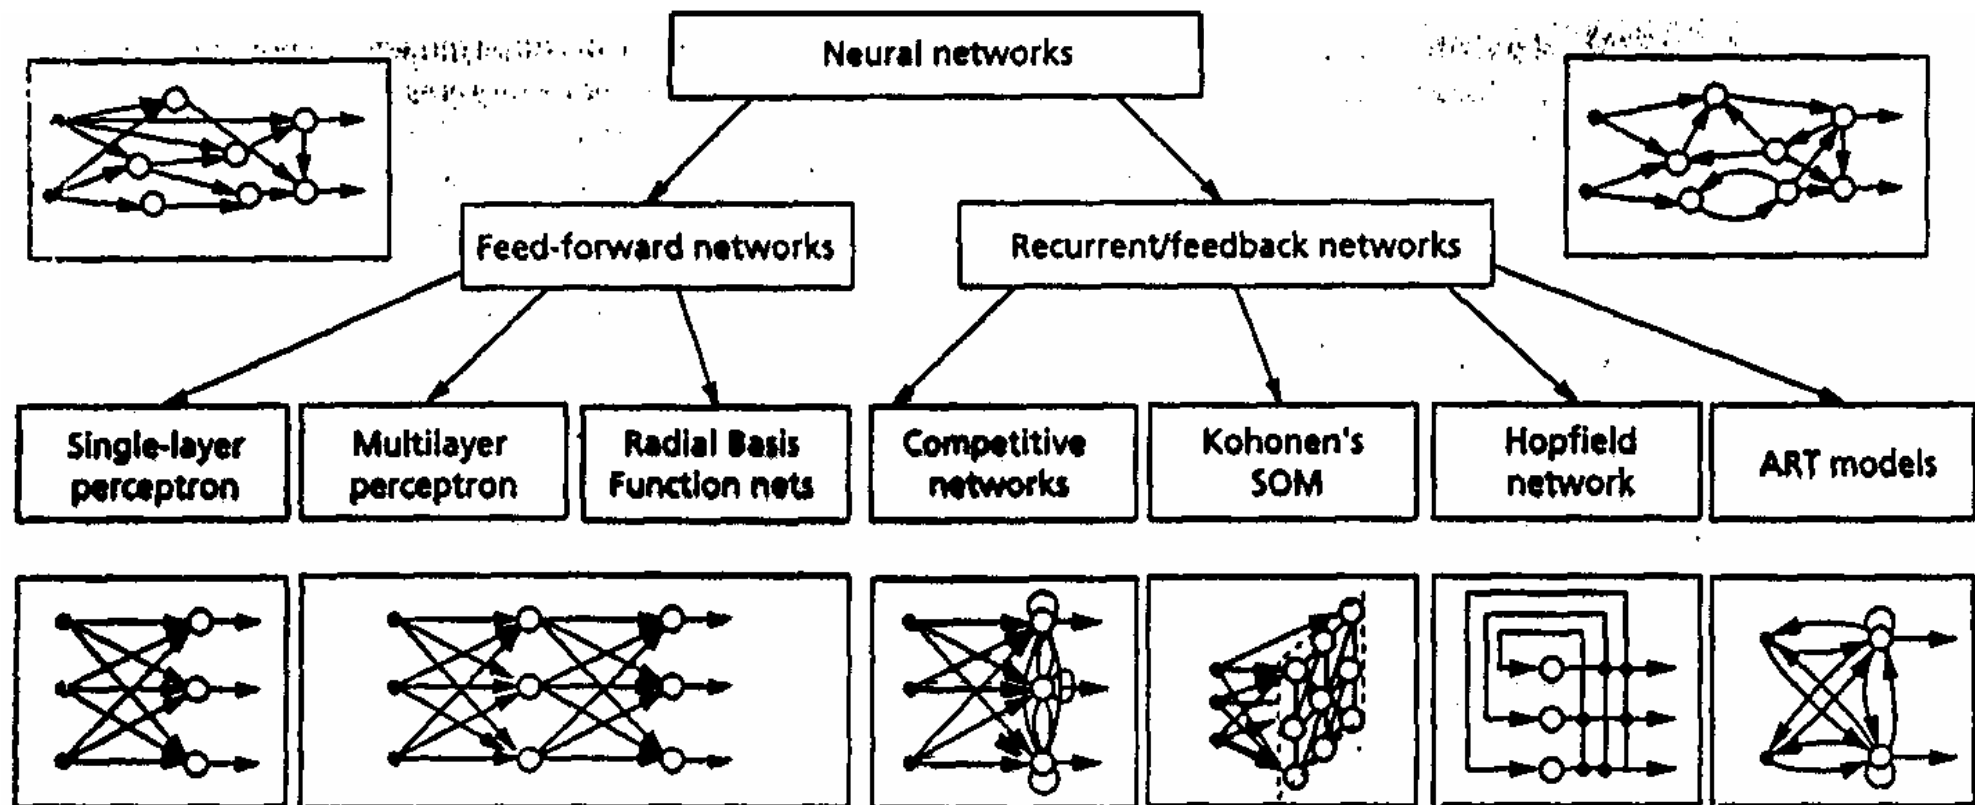 Neural networks
Feed-forward networks
Recurrent/feedback networks
Single-layer
perceptron
Multilayer
perceptron
Radial Basis
Function nets
Competitive
networks
Kohonen's
SOM
Hopfield
network
ART models